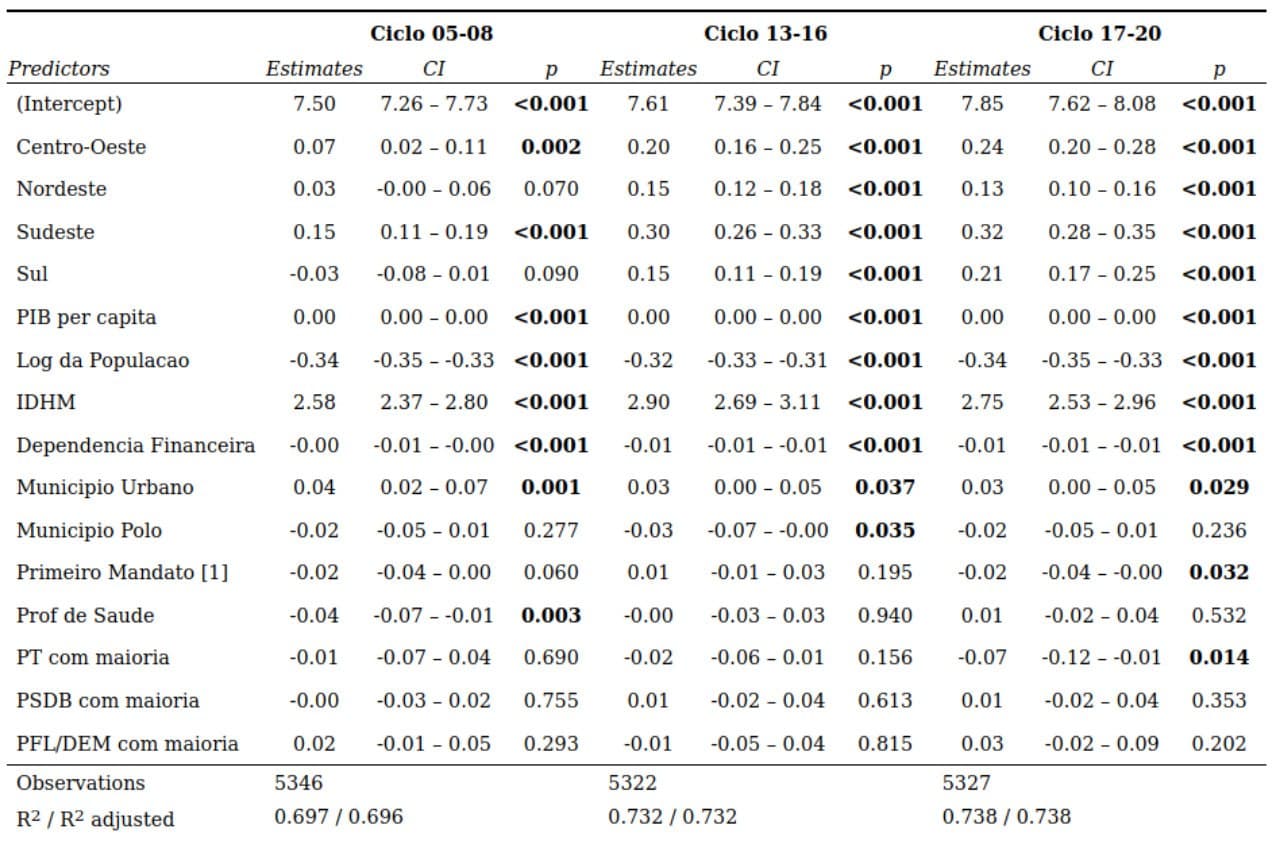 Ciclo 05-08 Ciclo 13-16 Ciclo 17-20
Predictors Estimates CI p Estimates CI p Estimates CI p
(Intercept) 7.50 7.26 – 7.73 <0.001 7.61 7.39 – 7.84 <0.001 7.85 7.62 – 8.08 <0.001
Centro-Oeste 0.07 0.02 – 0.11 0.002 0.20 0.16 – 0.25 <0.001 0.24 0.20 – 0.28 <0.001
Nordeste 0.03 -0.00 – 0.06 0.070 0.15 0.12 – 0.18 <0.001 0.13 0.10 – 0.16 <0.001
Sudeste 0.15 0.11 – 0.19 <0.001 0.30 0.26 – 0.33 <0.001 0.32 0.28 – 0.35 <0.001
Sul -0.03 -0.08 – 0.01 0.090 0.15 0.11 – 0.19 <0.001 0.21 0.17 – 0.25 <0.001
PIB per capita 0.00 0.00 – 0.00 <0.001 0.00 0.00 – 0.00 <0.001 0.00 0.00 – 0.00 <0.001
Log da Populacao -0.34 -0.35 – -0.33 <0.001 -0.32 -0.33 – -0.31 <0.001 -0.34 -0.35 – -0.33 <0.001
IDHM 2.58 2.37 – 2.80 <0.001 2.90 2.69 – 3.11 <0.001 2.75 2.53 – 2.96 <0.001
Dependencia Financeira -0.00 -0.01 – -0.00 <0.001 -0.01 -0.01 – -0.01 <0.001 -0.01 -0.01 – -0.01 <0.001
Municipio Urbano 0.04 0.02 – 0.07 0.001 0.03 0.00 – 0.05 0.037 0.03 0.00 – 0.05 0.029
Municipio Polo -0.02 -0.05 – 0.01 0.277 -0.03 -0.07 – -0.00 0.035 -0.02 -0.05 – 0.01 0.236
Primeiro Mandato [1] -0.02 -0.04 – 0.00 0.060 0.01 -0.01 – 0.03 0.195 -0.02 -0.04 – -0.00 0.032
Prof de Saude -0.04 -0.07 – -0.01 0.003 -0.00 -0.03 – 0.03 0.940 0.01 -0.02 – 0.04 0.532
PT com maioria -0.01 -0.07 – 0.04 0.690 -0.02 -0.06 – 0.01 0.156 -0.07 -0.12 – -0.01 0.014
PSDB com maioria -0.00 -0.03 – 0.02 0.755 0.01 -0.02 – 0.04 0.613 0.01 -0.02 – 0.04 0.353
PFL/DEM com maioria 0.02 -0.01 – 0.05 0.293 -0.01 -0.05 – 0.04 0.815 0.03 -0.02 – 0.09 0.202
Observations 5346 5322 5327
R² / R² adjusted 0.697 / 0.696 0.732 / 0.732 0.738 / 0.738